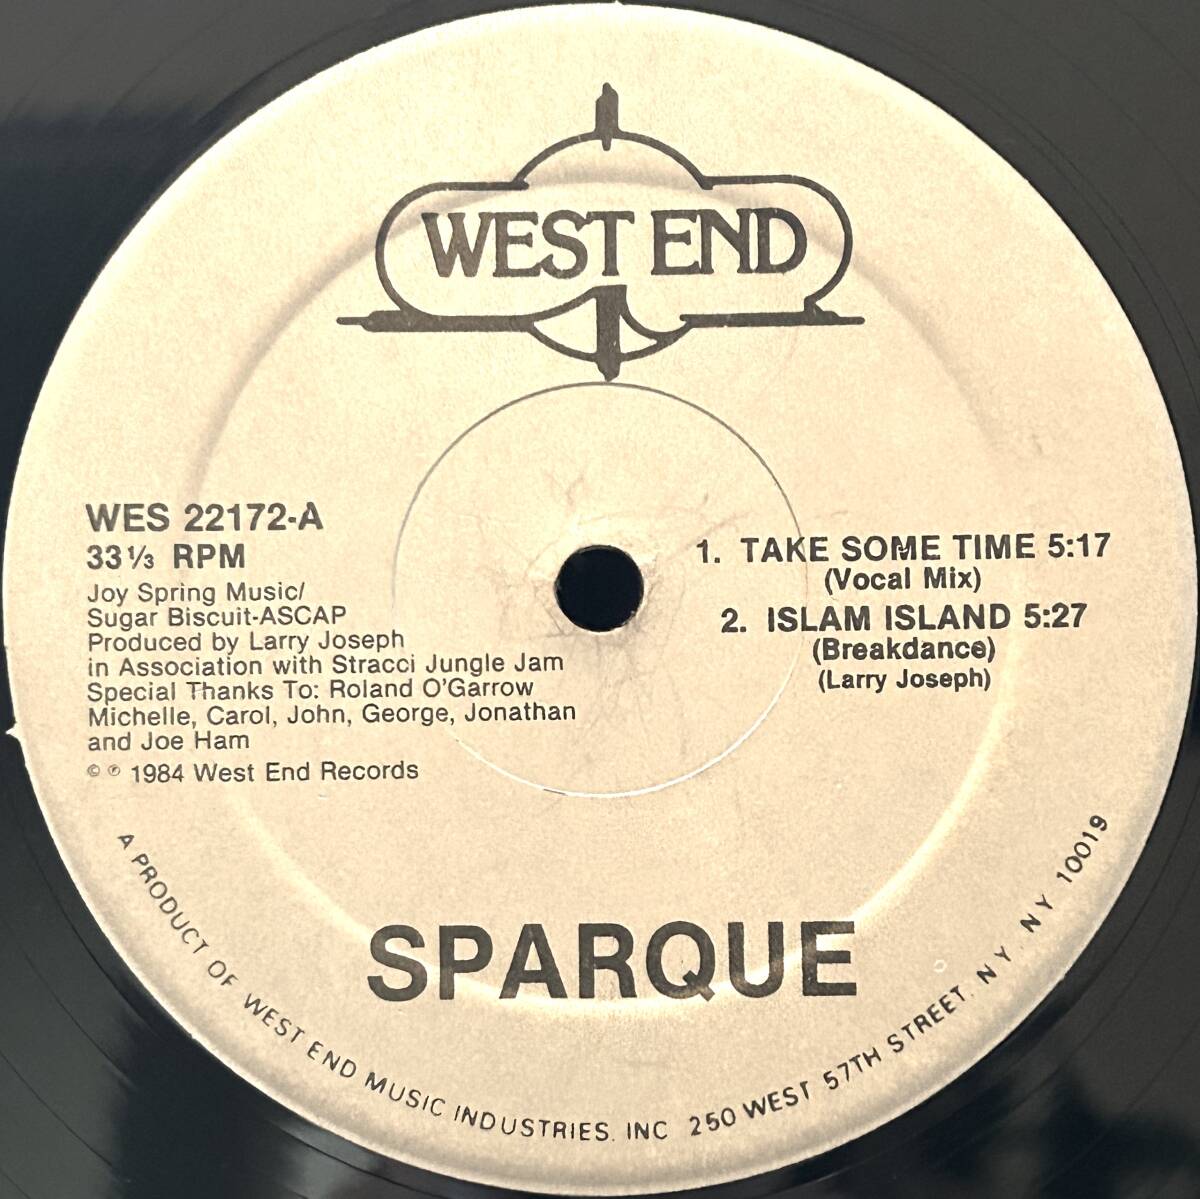 WEST END
WES 22172-A
33⅓ RPM
Joy Spring Music/
Sugar Biscuit-ASCAP
Produced by Larry Joseph
in Association with Stracci Jungle Jam
Special Thanks To: Roland O'Garrow
Michelle, Carol, John, George, Jonathan
and Joe Ham
© ℗ 1984 West End Records
1. TAKE SOME TIME 5:17
(Vocal Mix)
2. ISLAM ISLAND 5:27
(Breakdance)
(Larry Joseph)
SPARQUE
A PRODUCT OF WEST END MUSIC INDUSTRIES. INC 250 WEST 57TH STREET. N Y. N Y 10019